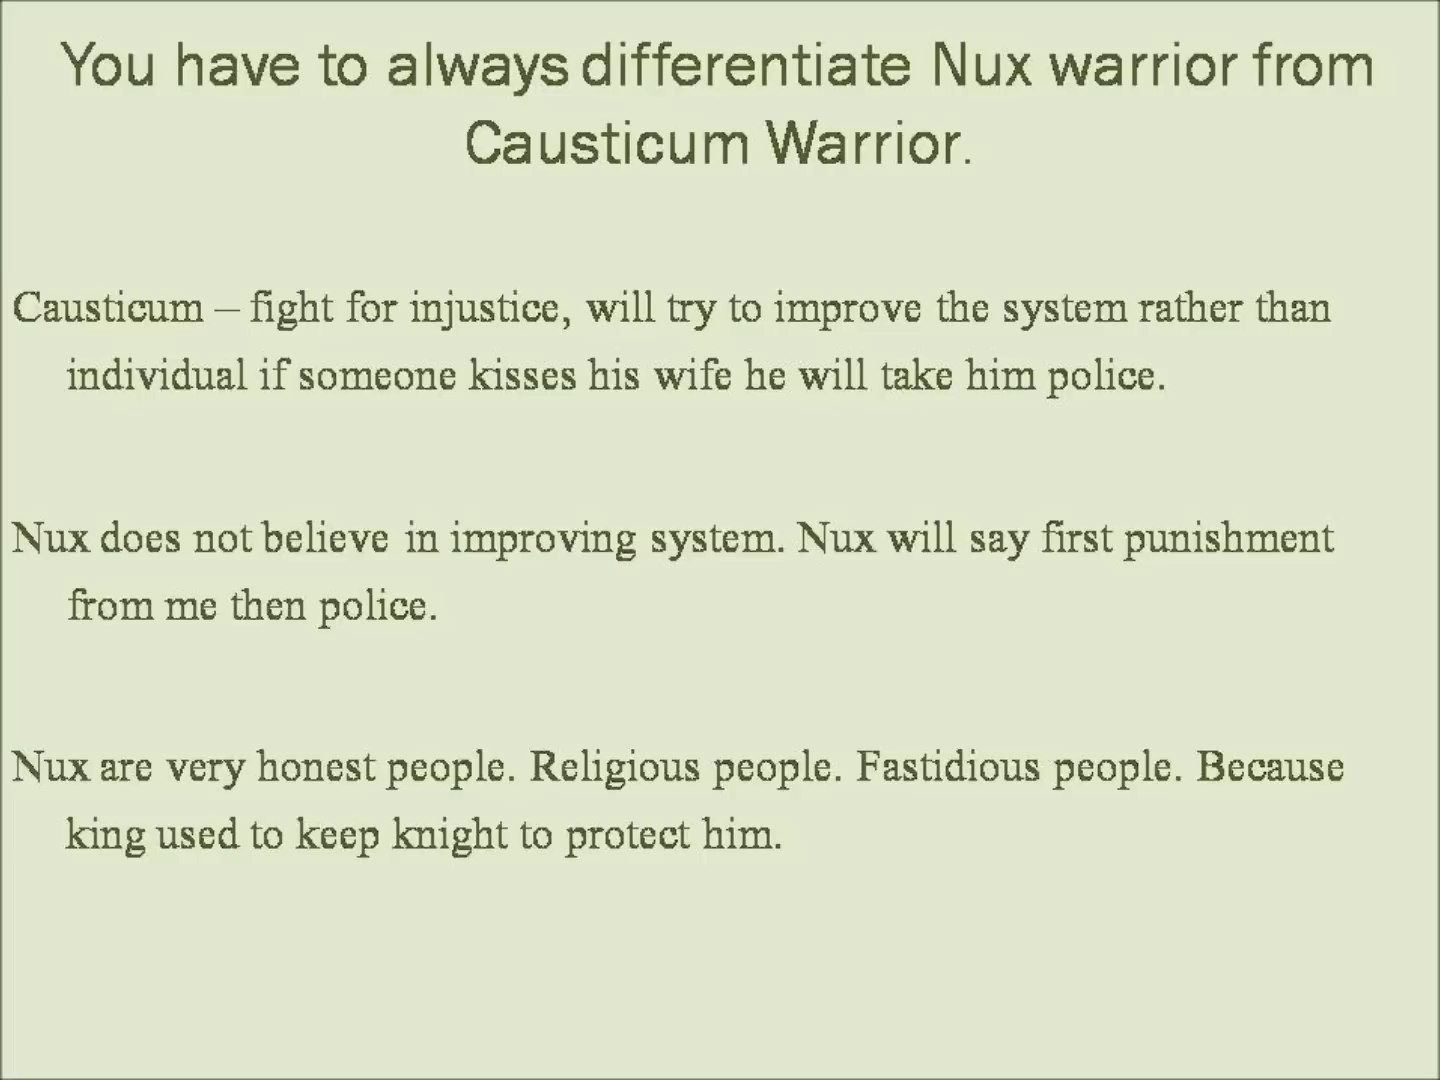 You have to always differentiate Nux warrior from
Causticum Warrior.
Causticum – fight for injustice, will try to improve the system rather than
individual if someone kisses his wife he will take him police.
Nux does not believe in improving system. Nux will say first punishment
from me then police.
Nux are very honest people. Religious people. Fastidious people. Because
king used to keep knight to protect him.